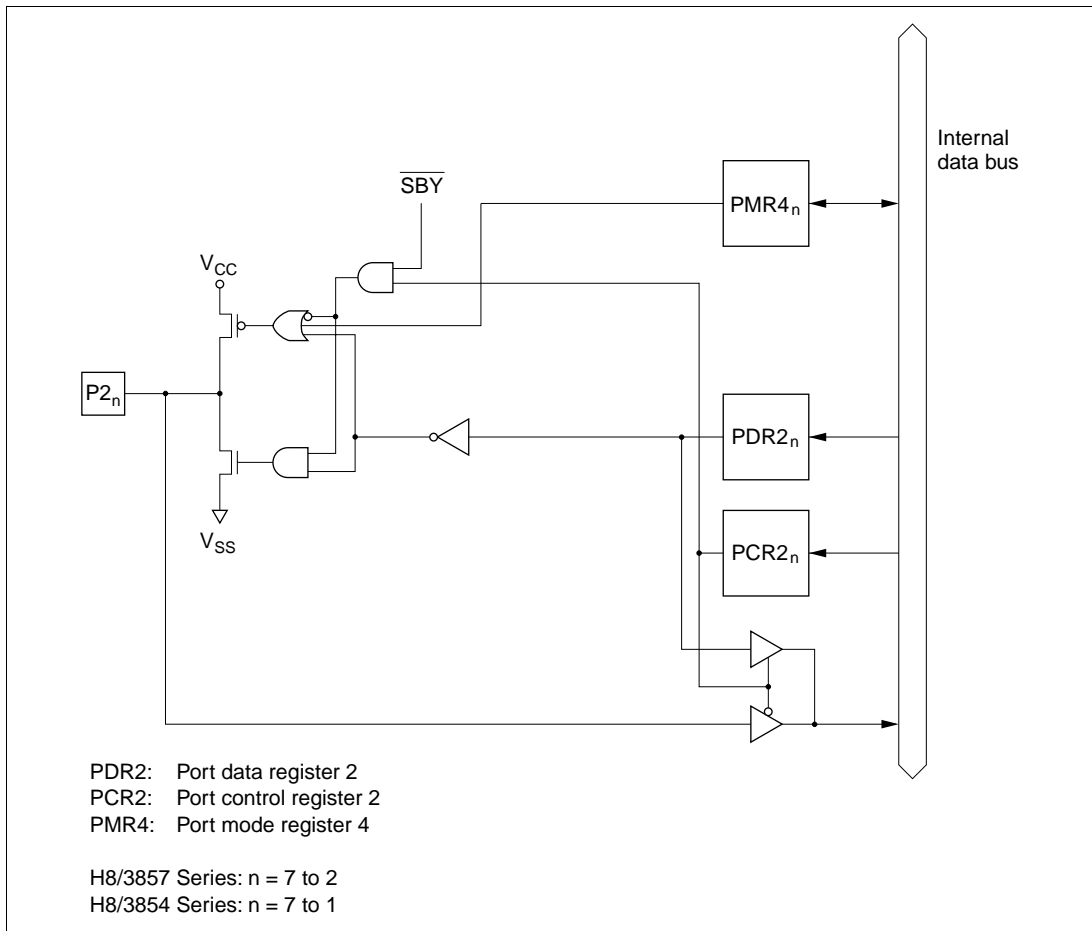 Internal
data bus
SBY
PMR4n
VCC
P2n
PDR2n
VSS
PCR2n
PDR2: Port data register 2
PCR2: Port control register 2
PMR4: Port mode register 4
H8/3857 Series: n = 7 to 2
H8/3854 Series: n = 7 to 1